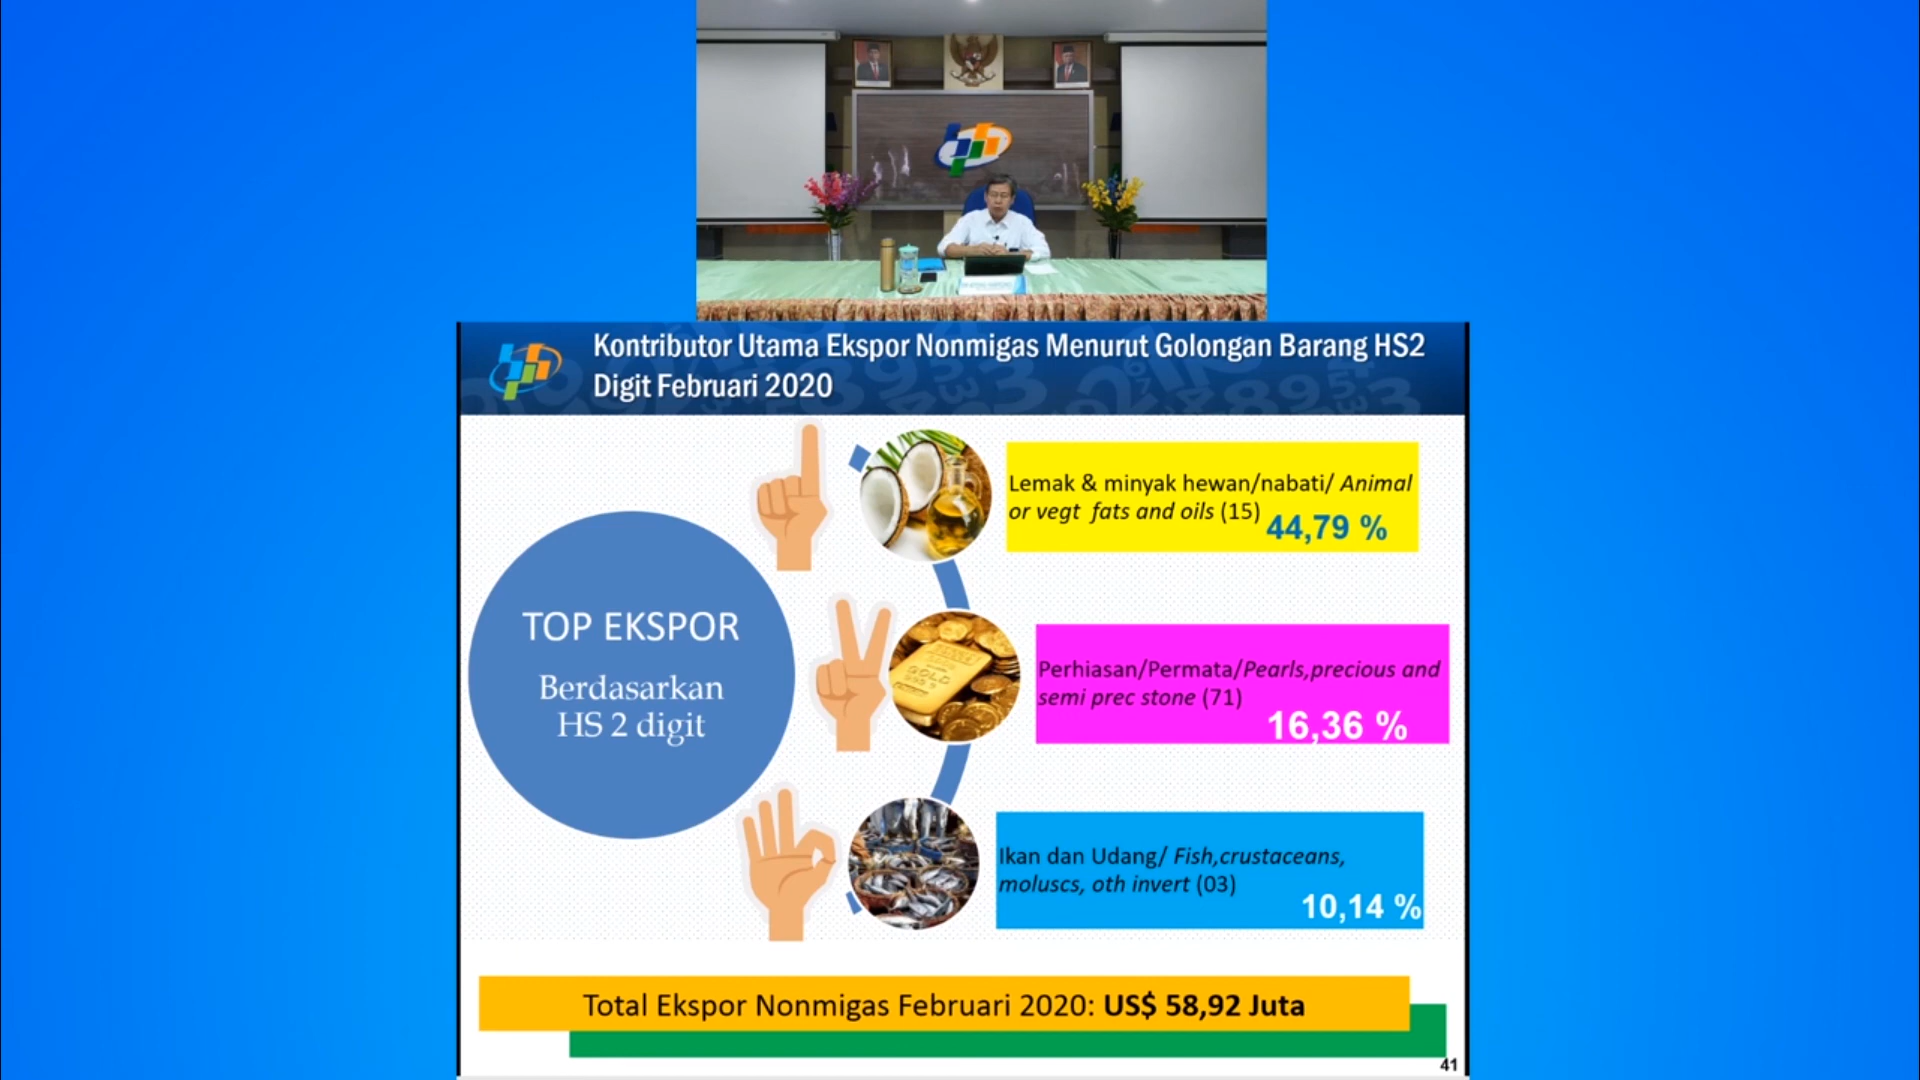 Kontributor Utama Ekspor Nonmigas Menurut Golongan Barang HS2
Digit Februari 2020
TOP EKSPOR
Berdasarkan
HS 2 digit
Lemak & minyak hewan/nabati/ Animal
or vegt fats and oils (15)
44,79 %
GOLD
Perhiasan/Permata/Pearls,precious and
semi prec stone (71)
16,36 %
Ikan dan Udang/ Fish,crustaceans,
moluscs, oth invert (03)
10,14 %
Total Ekspor Nonmigas Februari 2020: US$ 58,92 Juta
41